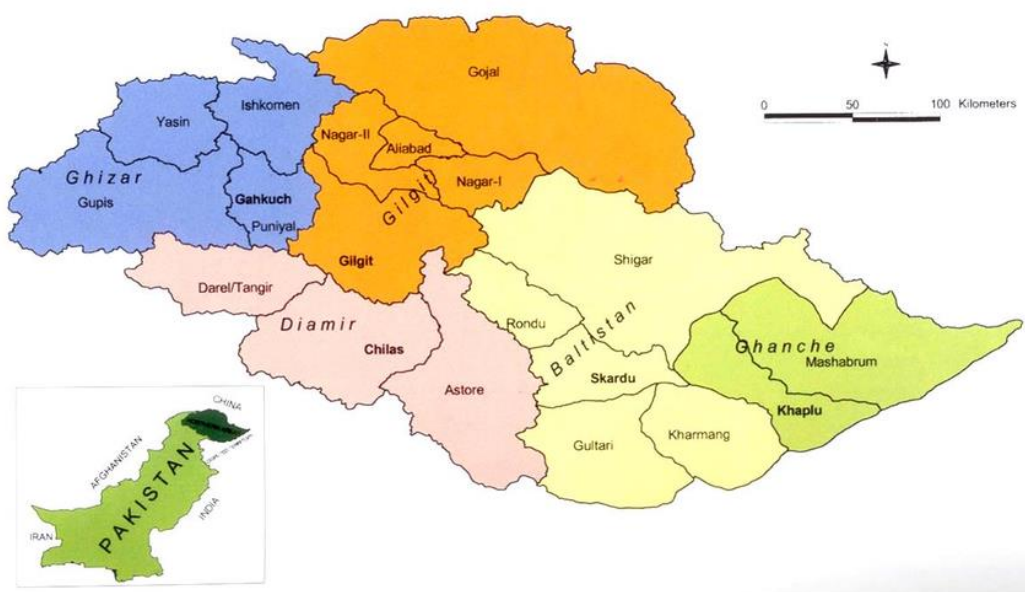 Gojal
0 50 100 Kilometers
Ishkomen
Yasin
Nagar-II
Aliabad
Ghizar
Nagar-I
Gupis
Gahkuch
Gilgit
Puniyal
Gilgit
Shigar
Darel/Tangir
Rondu
Diamir
Baltistan
Chilas
Ghanche
Mashabrum
Skardu
Astore
Khaplu
Kharmang
Gultari
CHINA
AFGHANISTAN
PAKISTAN
INDIA
IRAN